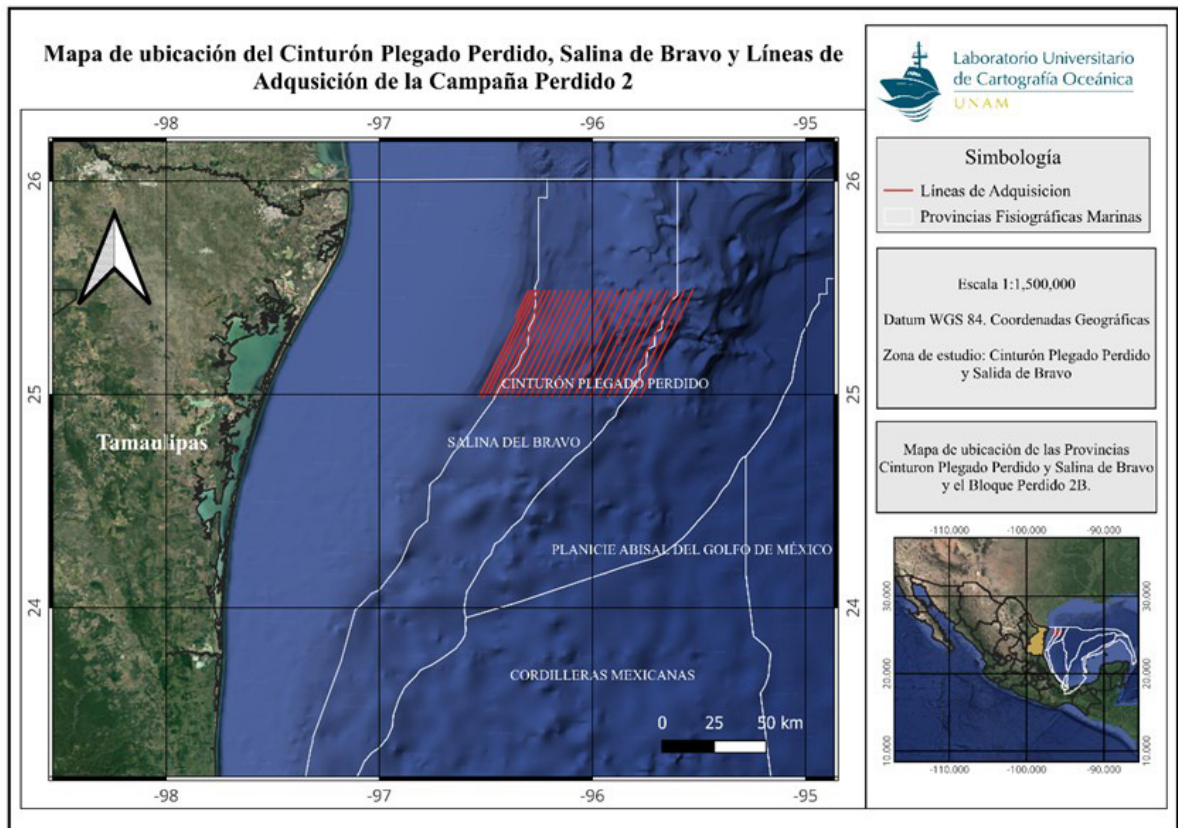 Mapa de ubicación del Cinturón Plegado Perdido, Salina de Bravo y Líneas de
Adqusición de la Campaña Perdido 2
-98
-97
-96
-95
26
25
24
26
25
24
Tamaulipas
CINTURÓN PLEGADO PERDIDO
SALINA DEL BRAVO
PLANICIE ABISAL DEL GOLFO DE MÉXICO
CORDILLERAS MEXICANAS
0 25 50 km
-98
-97
-96
-95
Laboratorio Universitario
de Cartografía Oceánica
UNAM
Simbología
Líneas de Adquisicion
Provincias Fisiográficas Marinas
Escala 1:1,500,000
Datum WGS 84. Coordenadas Geográficas
Zona de estudio: Cinturón Plegado Perdido
y Salida de Bravo
Mapa de ubicación de las Provincias
Cinturon Plegado Perdido y Salina de Bravo
y el Bloque Perdido 2B.
-110.000
-100.000
-90.000
30.000
20.000
10.000
30.000
20.000
10.000
-110.000
-100.000
-90.000